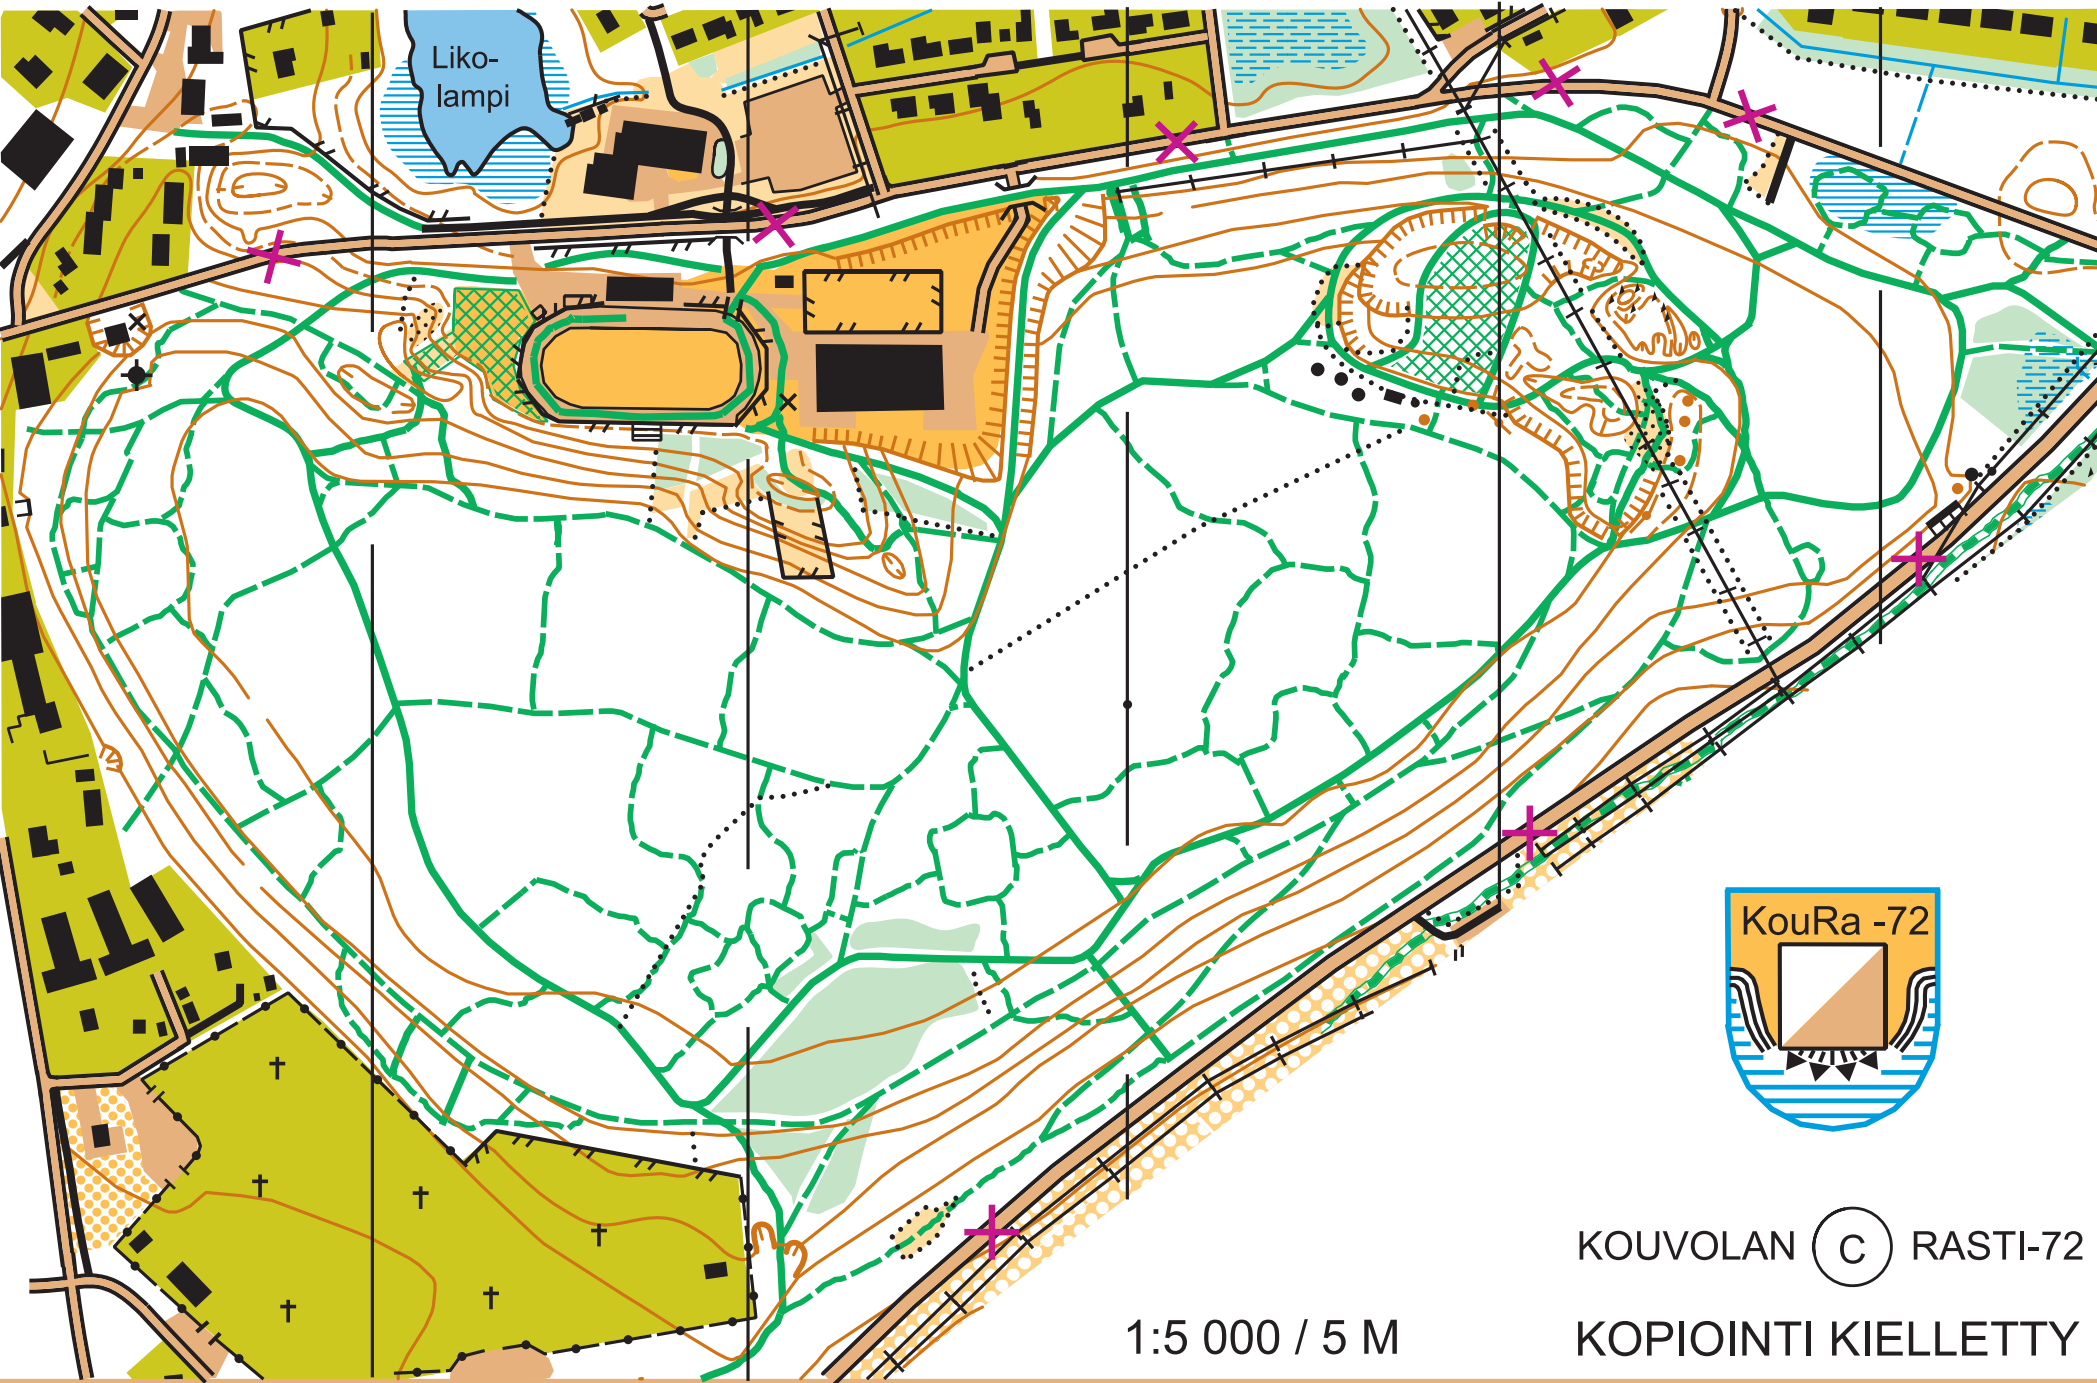 Liko-
lampi
KouRa -72
KOUVOLAN C RASTI-72
1:5 000 / 5 M
KOPIOINTI KIELLETTY